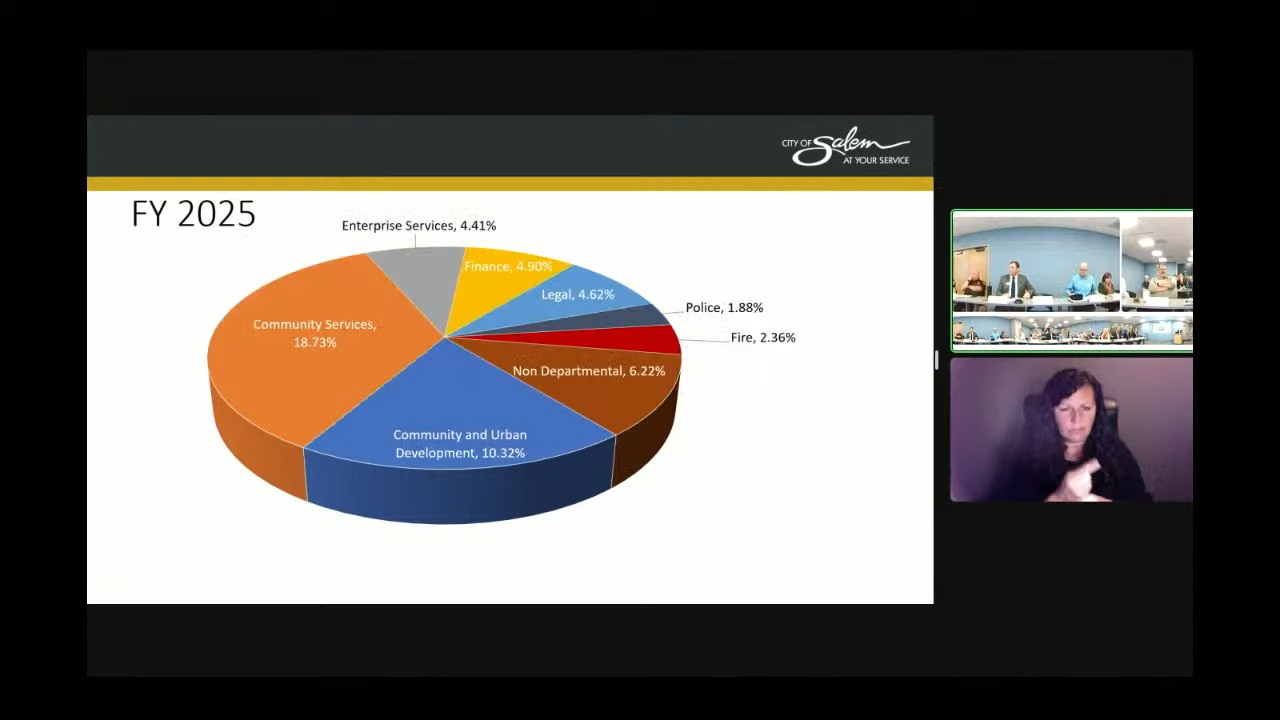 CITY OF Salem
AT YOUR SERVICE
FY 2025
Enterprise Services, 4.41%
Finance, 4.90%
Legal, 4.62%
Police, 1.88%
Community Services,
18.73%
Fire, 2.36%
Non Departmental, 6.22%
Community and Urban
Development, 10.32%